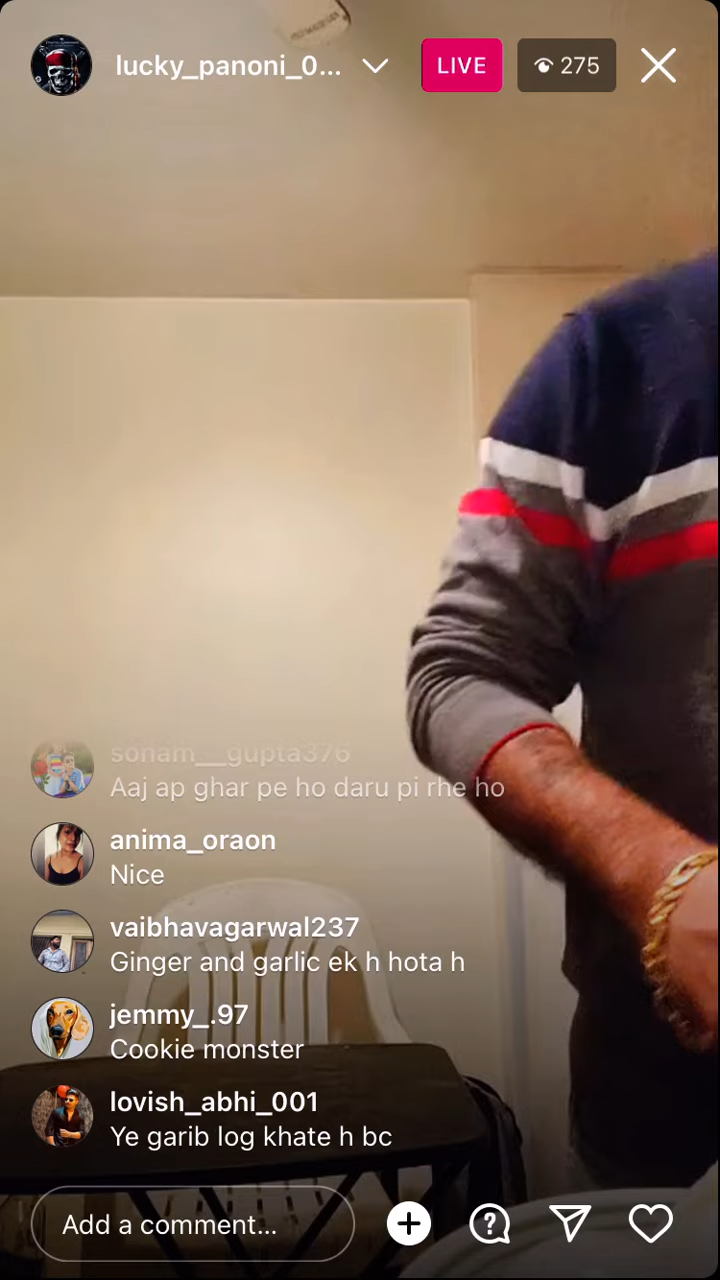 lucky_panoni_0...
LIVE
275
sonam__gupta376
Aaj ap ghar pe ho daru pi rhe ho
anima_oraon
Nice
vaibhavagarwal237
Ginger and garlic ek h hota h
jemmy_.97
Cookie monster
lovish_abhi_001
Ye garib log khate h bc
Add a comment...